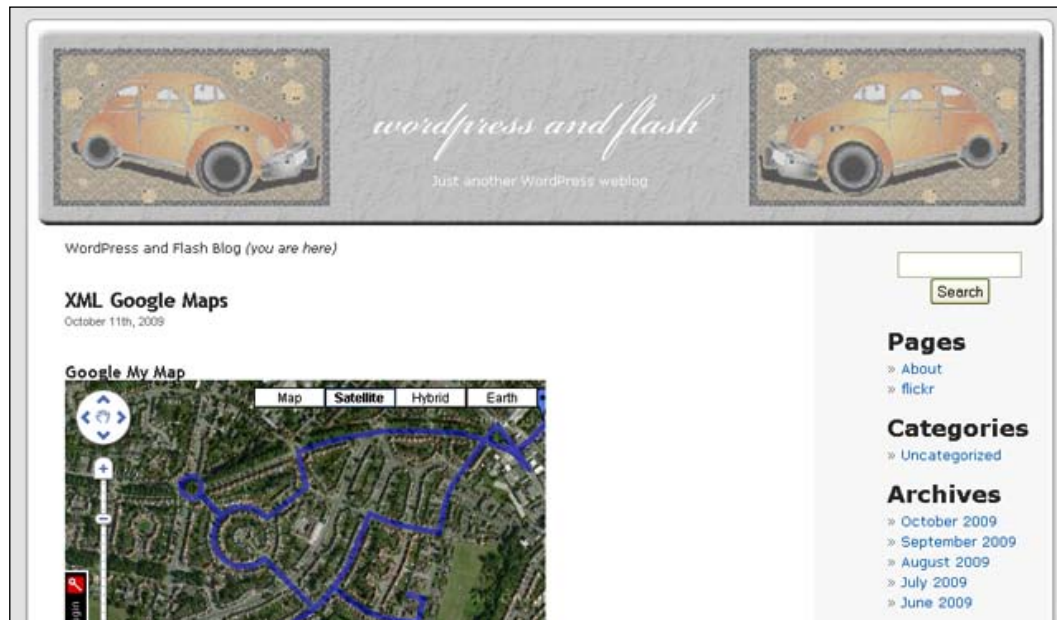 wordpress and flash
Just another WordPress weblog
WordPress and Flash Blog (you are here)
XML Google Maps
October 11th, 2009
Google My Map
Map
Satellite
Hybrid
Earth
Search
Pages
» About
» flickr
Categories
» Uncategorized
Archives
» October 2009
» September 2009
» August 2009
» July 2009
» June 2009